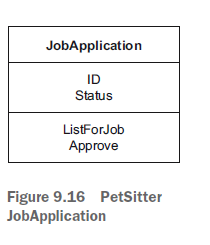 JobApplication
ID
Status
ListForJob
Approve
Figure 9.16 PetSitter
JobApplication